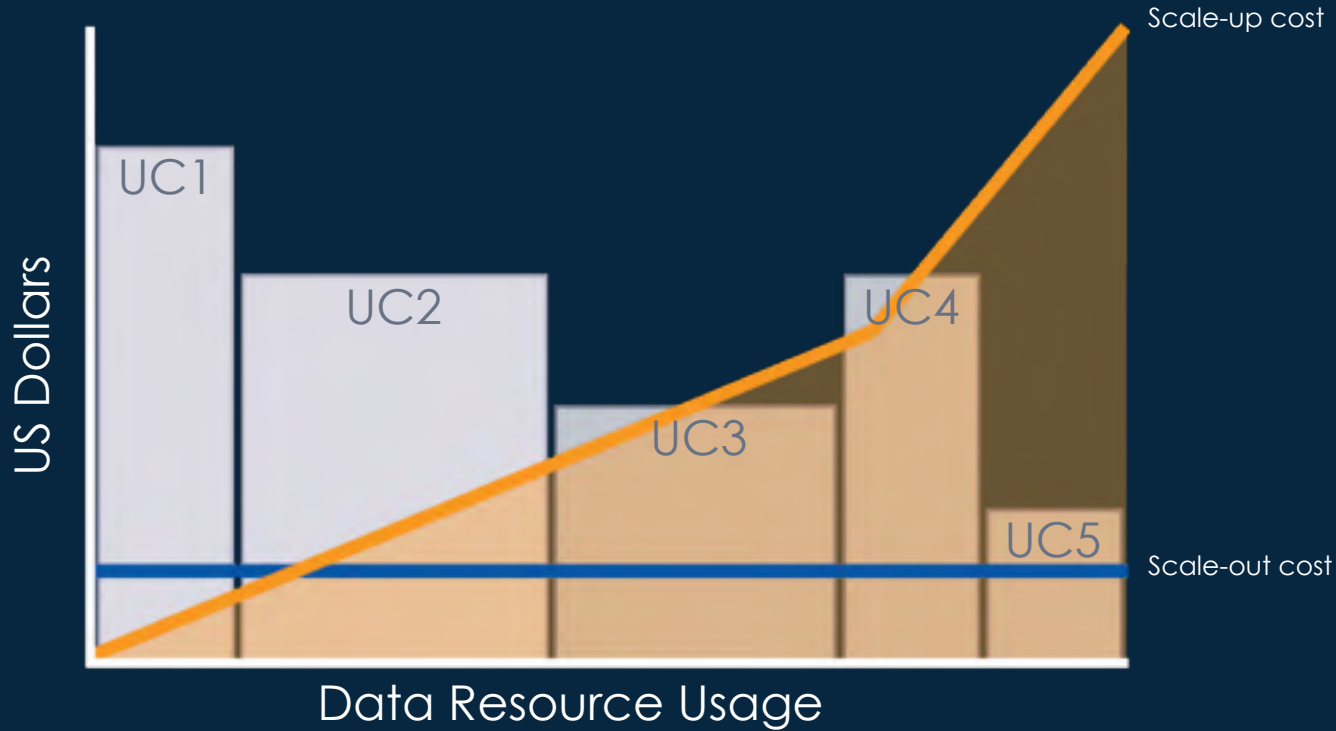 Scale-up cost
UC1
UC2
UC4
UC3
UC5
Scale-out cost
US Dollars
Data Resource Usage